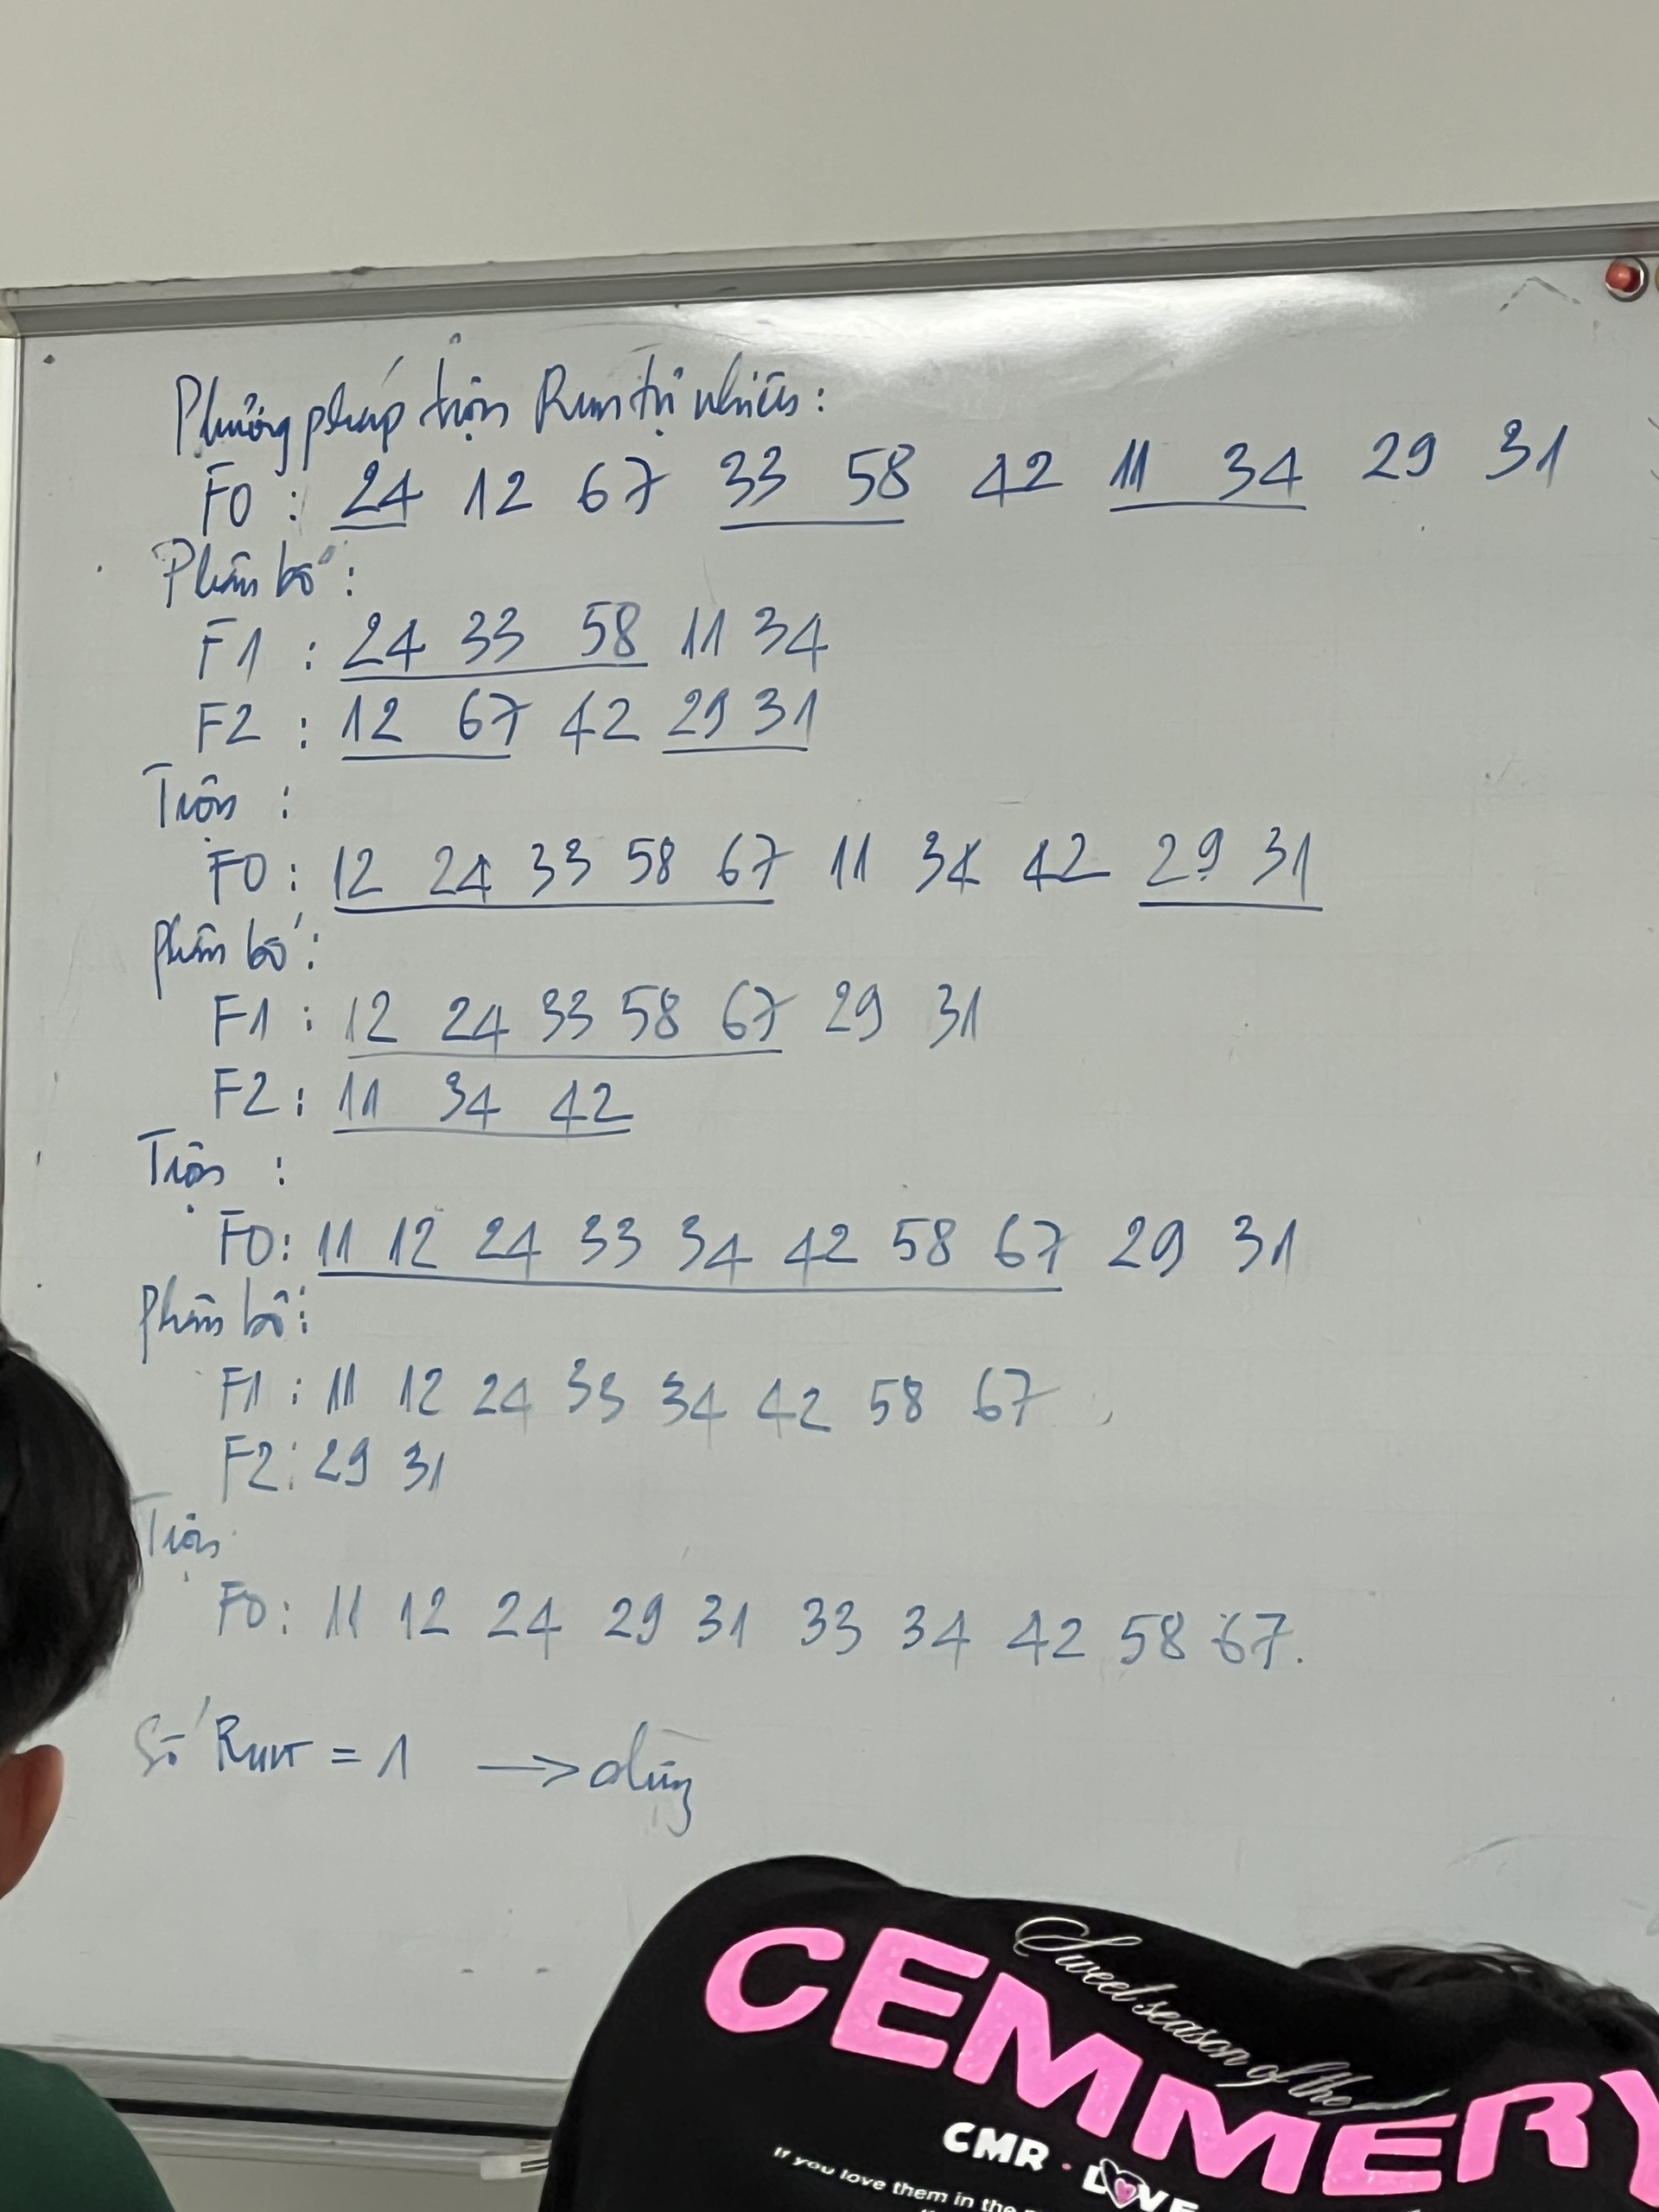 Phương pháp trộn Run tự nhiên:
F0 : 24 12 67 33 58 42 11 34 29 31
Phân bố :
F1 : 24 33 58 11 34
F2 : 12 67 42 29 31
Trộn :
F0 : 12 24 33 58 67 11 34 42 29 31
phân bố :
F1 : 12 24 33 58 67 29 31
F2 : 11 34 42
Trộn :
F0 : 11 12 24 33 34 42 58 67 29 31
Phân bố :
F1 : 11 12 24 33 34 42 58 67
F2 : 29 31
Trộn
F0 : 11 12 24 29 31 33 34 42 58 67.
Số Run = 1 → dừng
Sweet season of the
CEMMERY
CMR · LOVE
If you love them in the